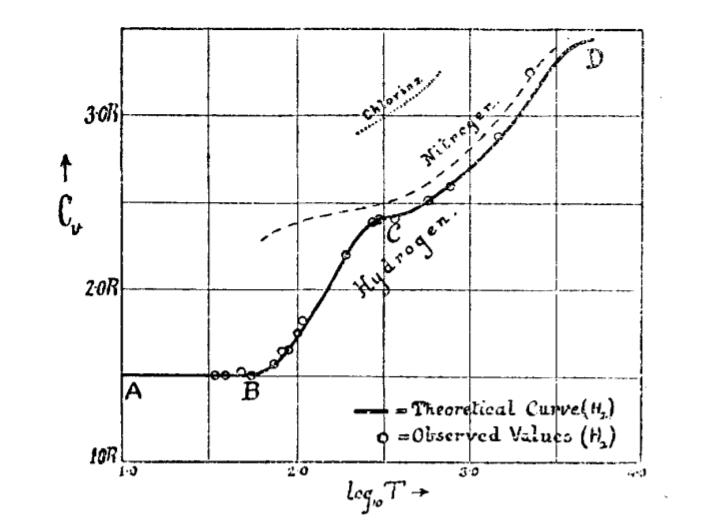 D
Chlorine
3.0R
Nitrogen.
Cv
C
Hydrogen.
2.0R
A
B
= Theoretical Curve (H2)
= Observed Values (H2)
1.0R
1.0 2.0 3.0 4.0
log10 T →